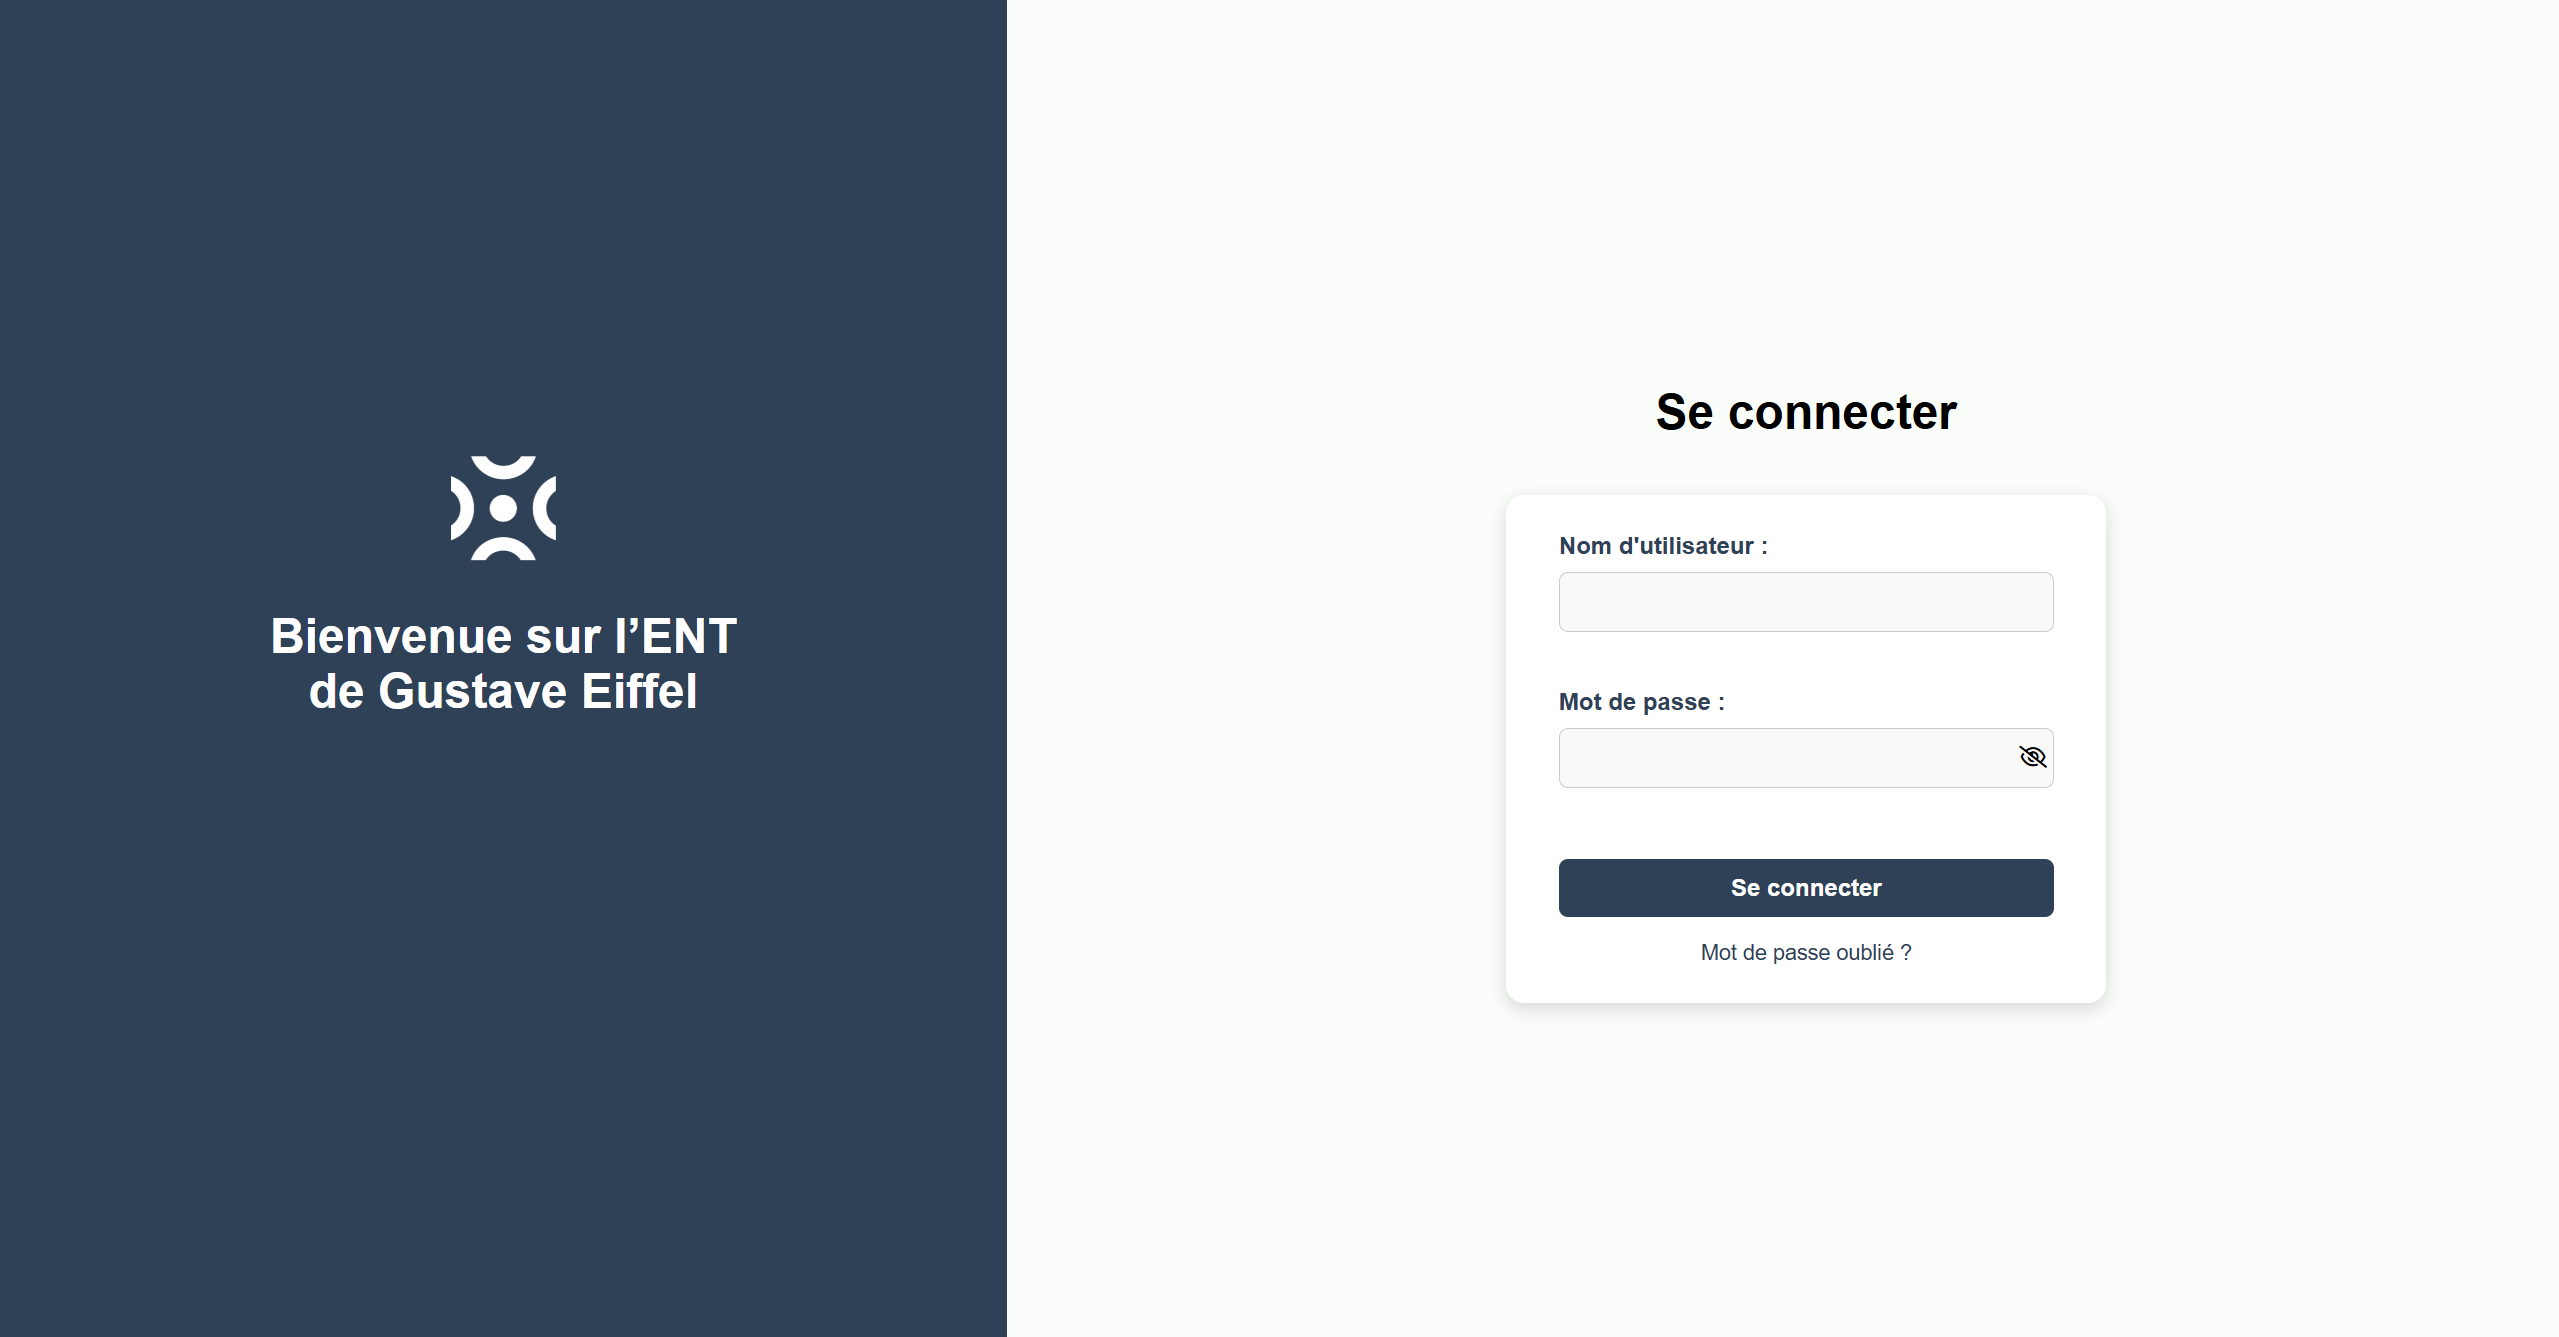 Bienvenue sur l’ENT
de Gustave Eiffel
Se connecter
Nom d'utilisateur :
Mot de passe :
Se connecter
Mot de passe oublié ?